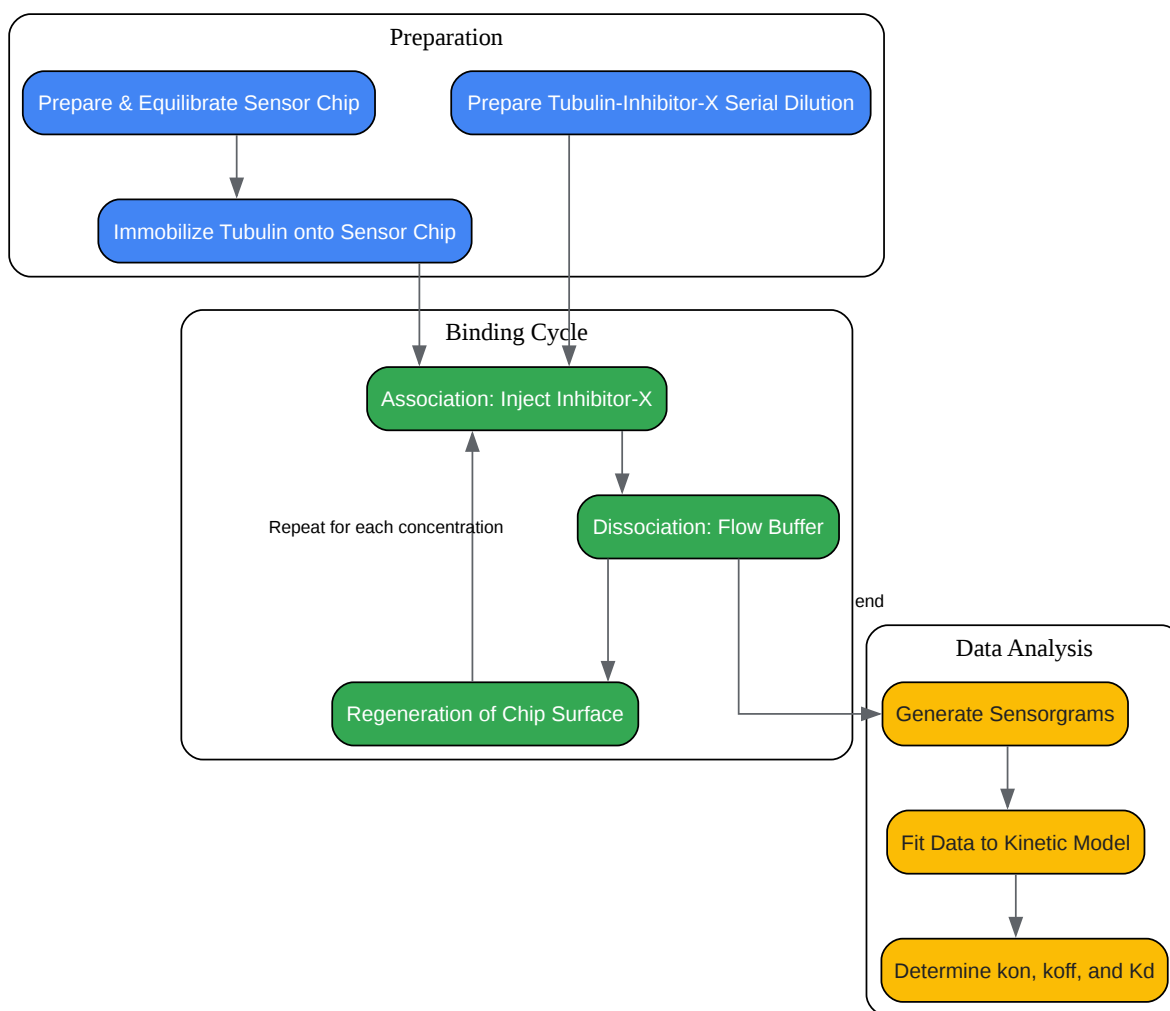 Preparation
Prepare & Equilibrate Sensor Chip
Prepare Tubulin-Inhibitor-X Serial Dilution
Immobilize Tubulin onto Sensor Chip
Binding Cycle
Association: Inject Inhibitor-X
Dissociation: Flow Buffer
Repeat for each concentration
Regeneration of Chip Surface
end
Data Analysis
Generate Sensorgrams
Fit Data to Kinetic Model
Determine kon, koff, and Kd